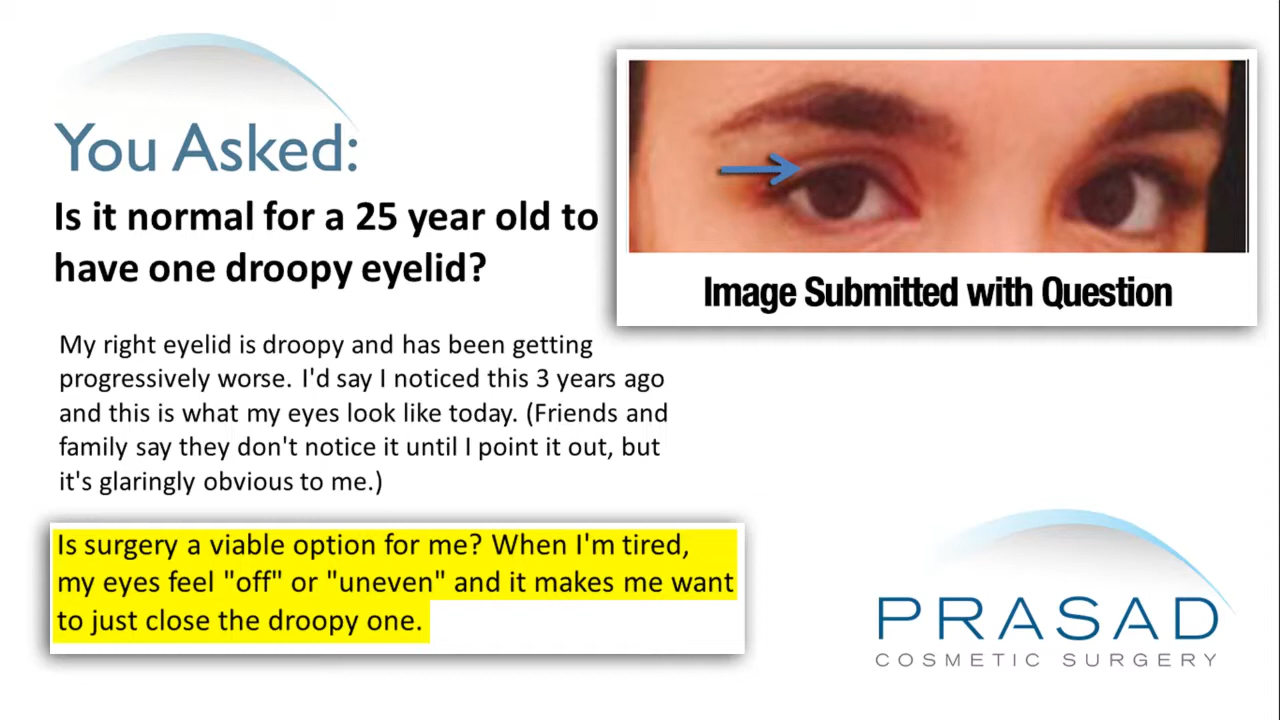 You Asked:
Is it normal for a 25 year old to
have one droopy eyelid?
Image Submitted with Question
My right eyelid is droopy and has been getting
progressively worse. I'd say I noticed this 3 years ago
and this is what my eyes look like today. (Friends and
family say they don't notice it until I point it out, but
it's glaringly obvious to me.)
Is surgery a viable option for me? When I'm tired,
my eyes feel "off" or "uneven" and it makes me want
to just close the droopy one.
PRASAD
COSMETIC SURGERY